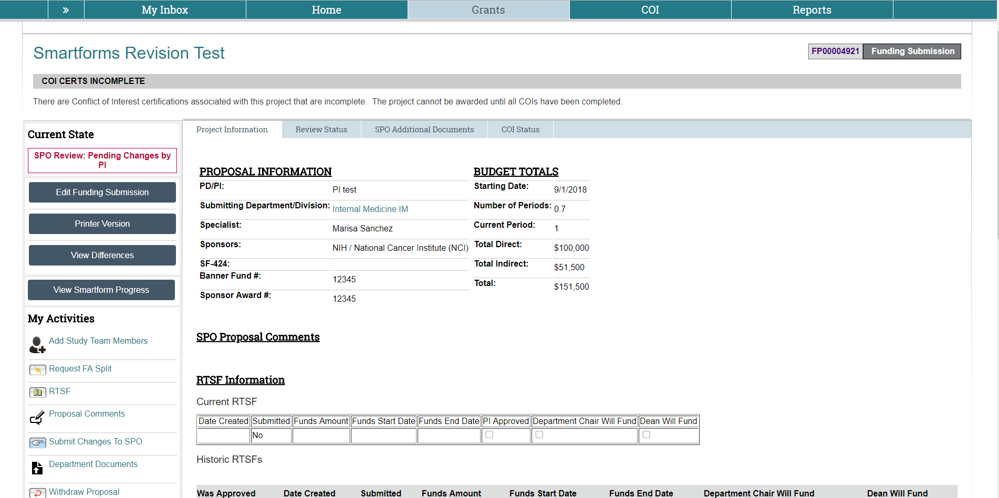 » My Inbox Home Grants COI Reports
Smartforms Revision Test
FP00004921 Funding Submission
COI CERTS INCOMPLETE
There are Conflict of Interest certifications associated with this project that are incomplete. The project cannot be awarded until all COIs have been completed.
Current State
SPO Review: Pending Changes by
PI
Edit Funding Submission
Printer Version
View Differences
View Smartform Progress
My Activities
Add Study Team Members
Request FA Split
RTSF
Proposal Comments
Submit Changes To SPO
Department Documents
Withdraw Proposal
Project Information Review Status SPO Additional Documents COI Status
PROPOSAL INFORMATION
PD/PI: PI test
Submitting Department/Division: Internal Medicine IM
Specialist: Marisa Sanchez
Sponsors: NIH / National Cancer Institute (NCI)
SF-424:
Banner Fund #: 12345
Sponsor Award #: 12345
BUDGET TOTALS
Starting Date: 9/1/2018
Number of Periods: 0.7
Current Period: 1
Total Direct: $100,000
Total Indirect: $51,500
Total: $151,500
SPO Proposal Comments
RTSF Information
Current RTSF
Date Created Submitted Funds Amount Funds Start Date Funds End Date PI Approved Department Chair Will Fund Dean Will Fund
No
Historic RTSFs
Was Approved Date Created Submitted Funds Amount Funds Start Date Funds End Date Department Chair Will Fund Dean Will Fund